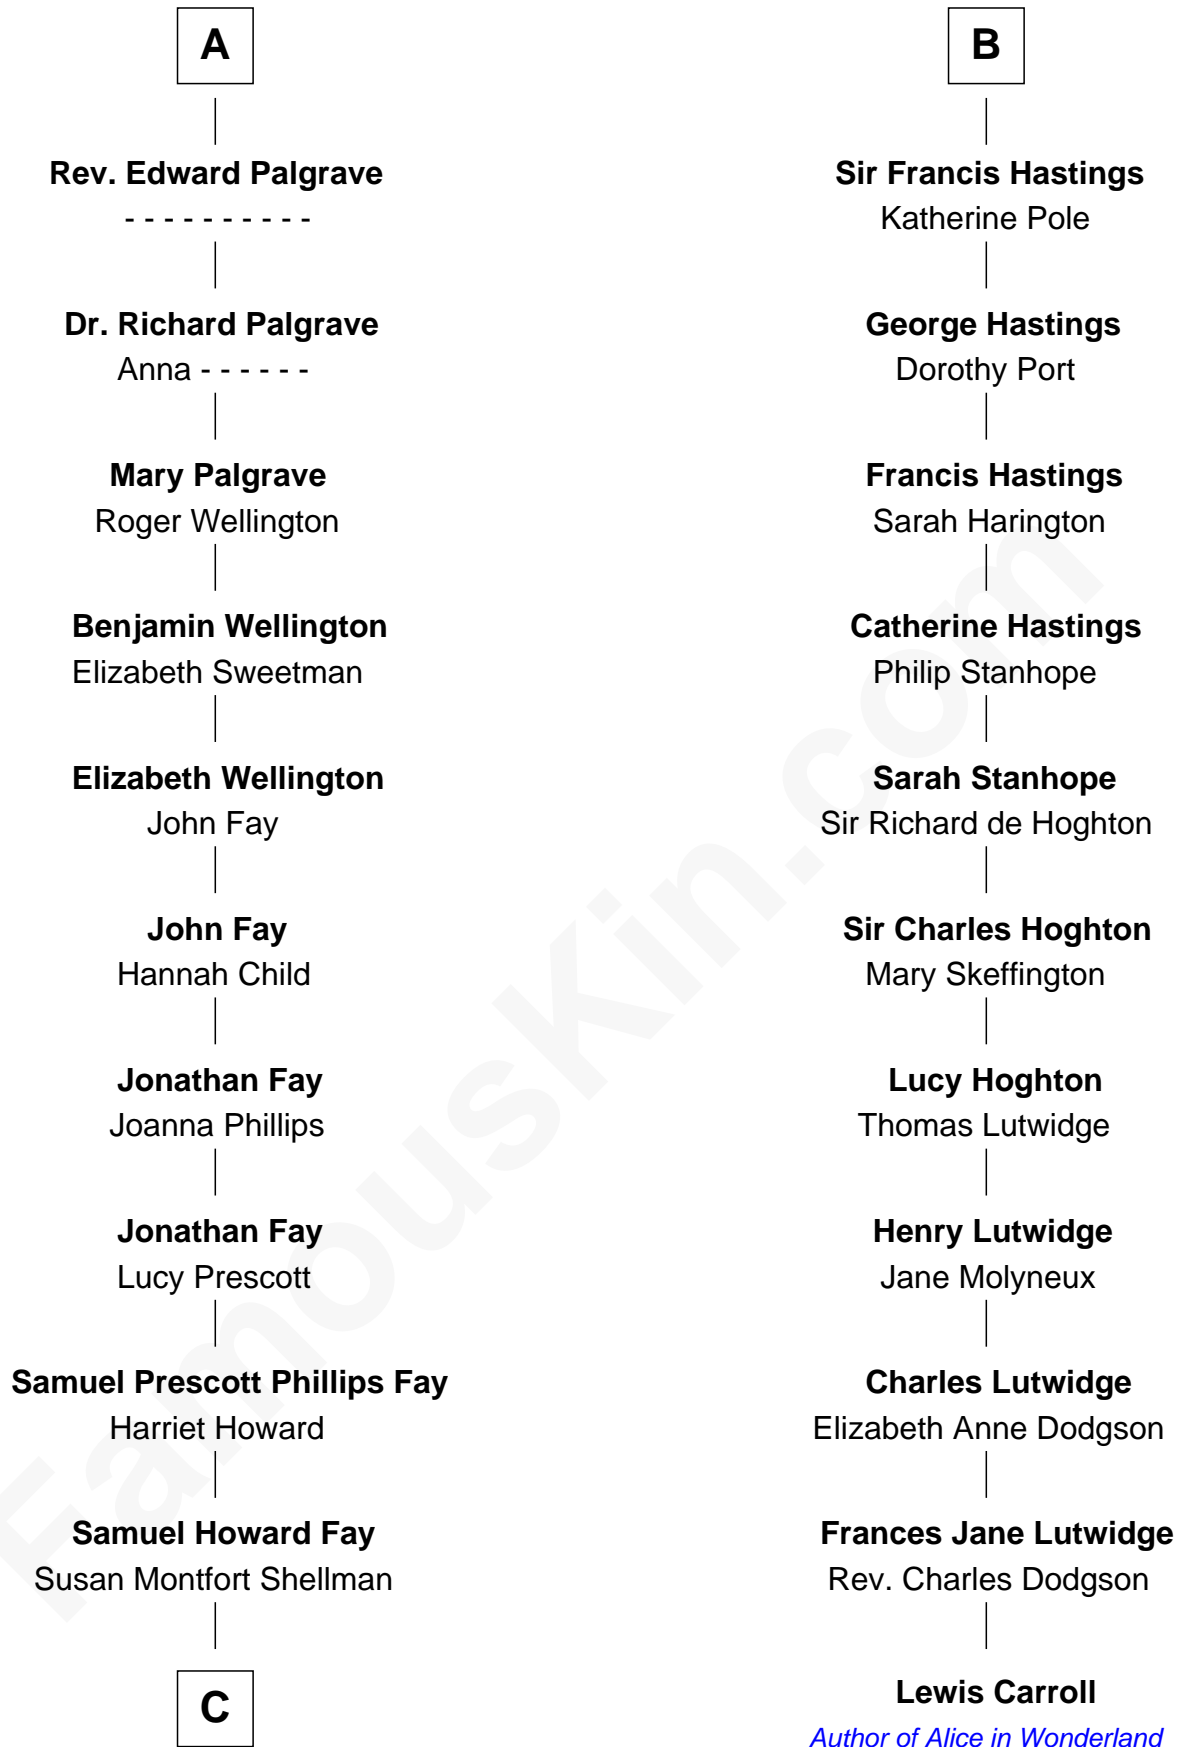 A
Rev. Edward Palgrave
- - - - - - - - - -
Dr. Richard Palgrave
Anna - - - - - -
Mary Palgrave
Roger Wellington
Benjamin Wellington
Elizabeth Sweetman
Elizabeth Wellington
John Fay
John Fay
Hannah Child
Jonathan Fay
Joanna Phillips
Jonathan Fay
Lucy Prescott
Samuel Prescott Phillips Fay
Harriet Howard
Samuel Howard Fay
Susan Montfort Shellman
C
B
Sir Francis Hastings
Katherine Pole
George Hastings
Dorothy Port
Francis Hastings
Sarah Harington
Catherine Hastings
Philip Stanhope
Sarah Stanhope
Sir Richard de Hoghton
Sir Charles Hoghton
Mary Skeffington
Lucy Hoghton
Thomas Lutwidge
Henry Lutwidge
Jane Molyneux
Charles Lutwidge
Elizabeth Anne Dodgson
Frances Jane Lutwidge
Rev. Charles Dodgson
Lewis Carroll
Author of Alice in Wonderland
FamousKin.com